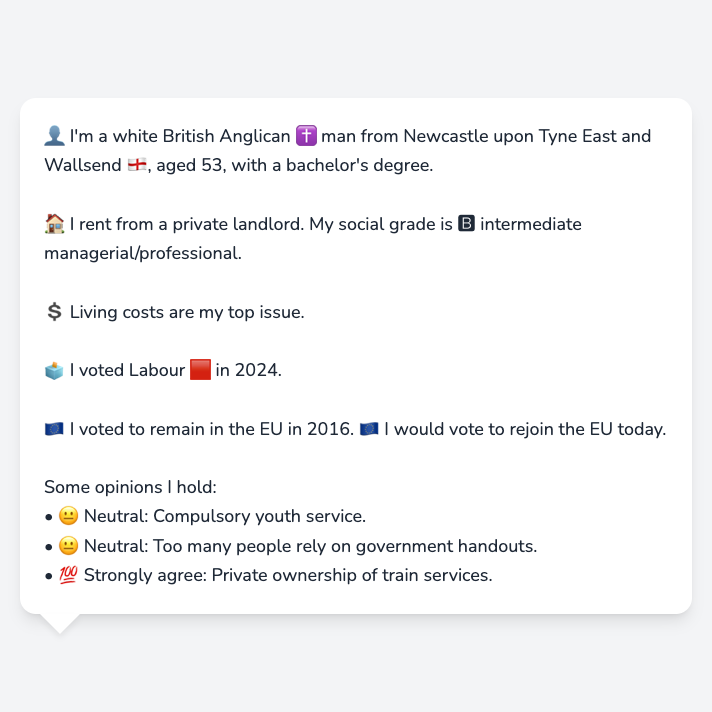 👤 I'm a white British Anglican ✝️ man from Newcastle upon Tyne East and
Wallsend 🏴󠁧󠁢󠁥󠁮󠁧󠁿, aged 53, with a bachelor's degree.
🏠 I rent from a private landlord. My social grade is 🅱 intermediate
managerial/professional.
💲 Living costs are my top issue.
🗳️ I voted Labour 🟥 in 2024.
🇪🇺 I voted to remain in the EU in 2016. 🇪🇺 I would vote to rejoin the EU today.
Some opinions I hold:
• 😐 Neutral: Compulsory youth service.
• 😐 Neutral: Too many people rely on government handouts.
• 💯 Strongly agree: Private ownership of train services.